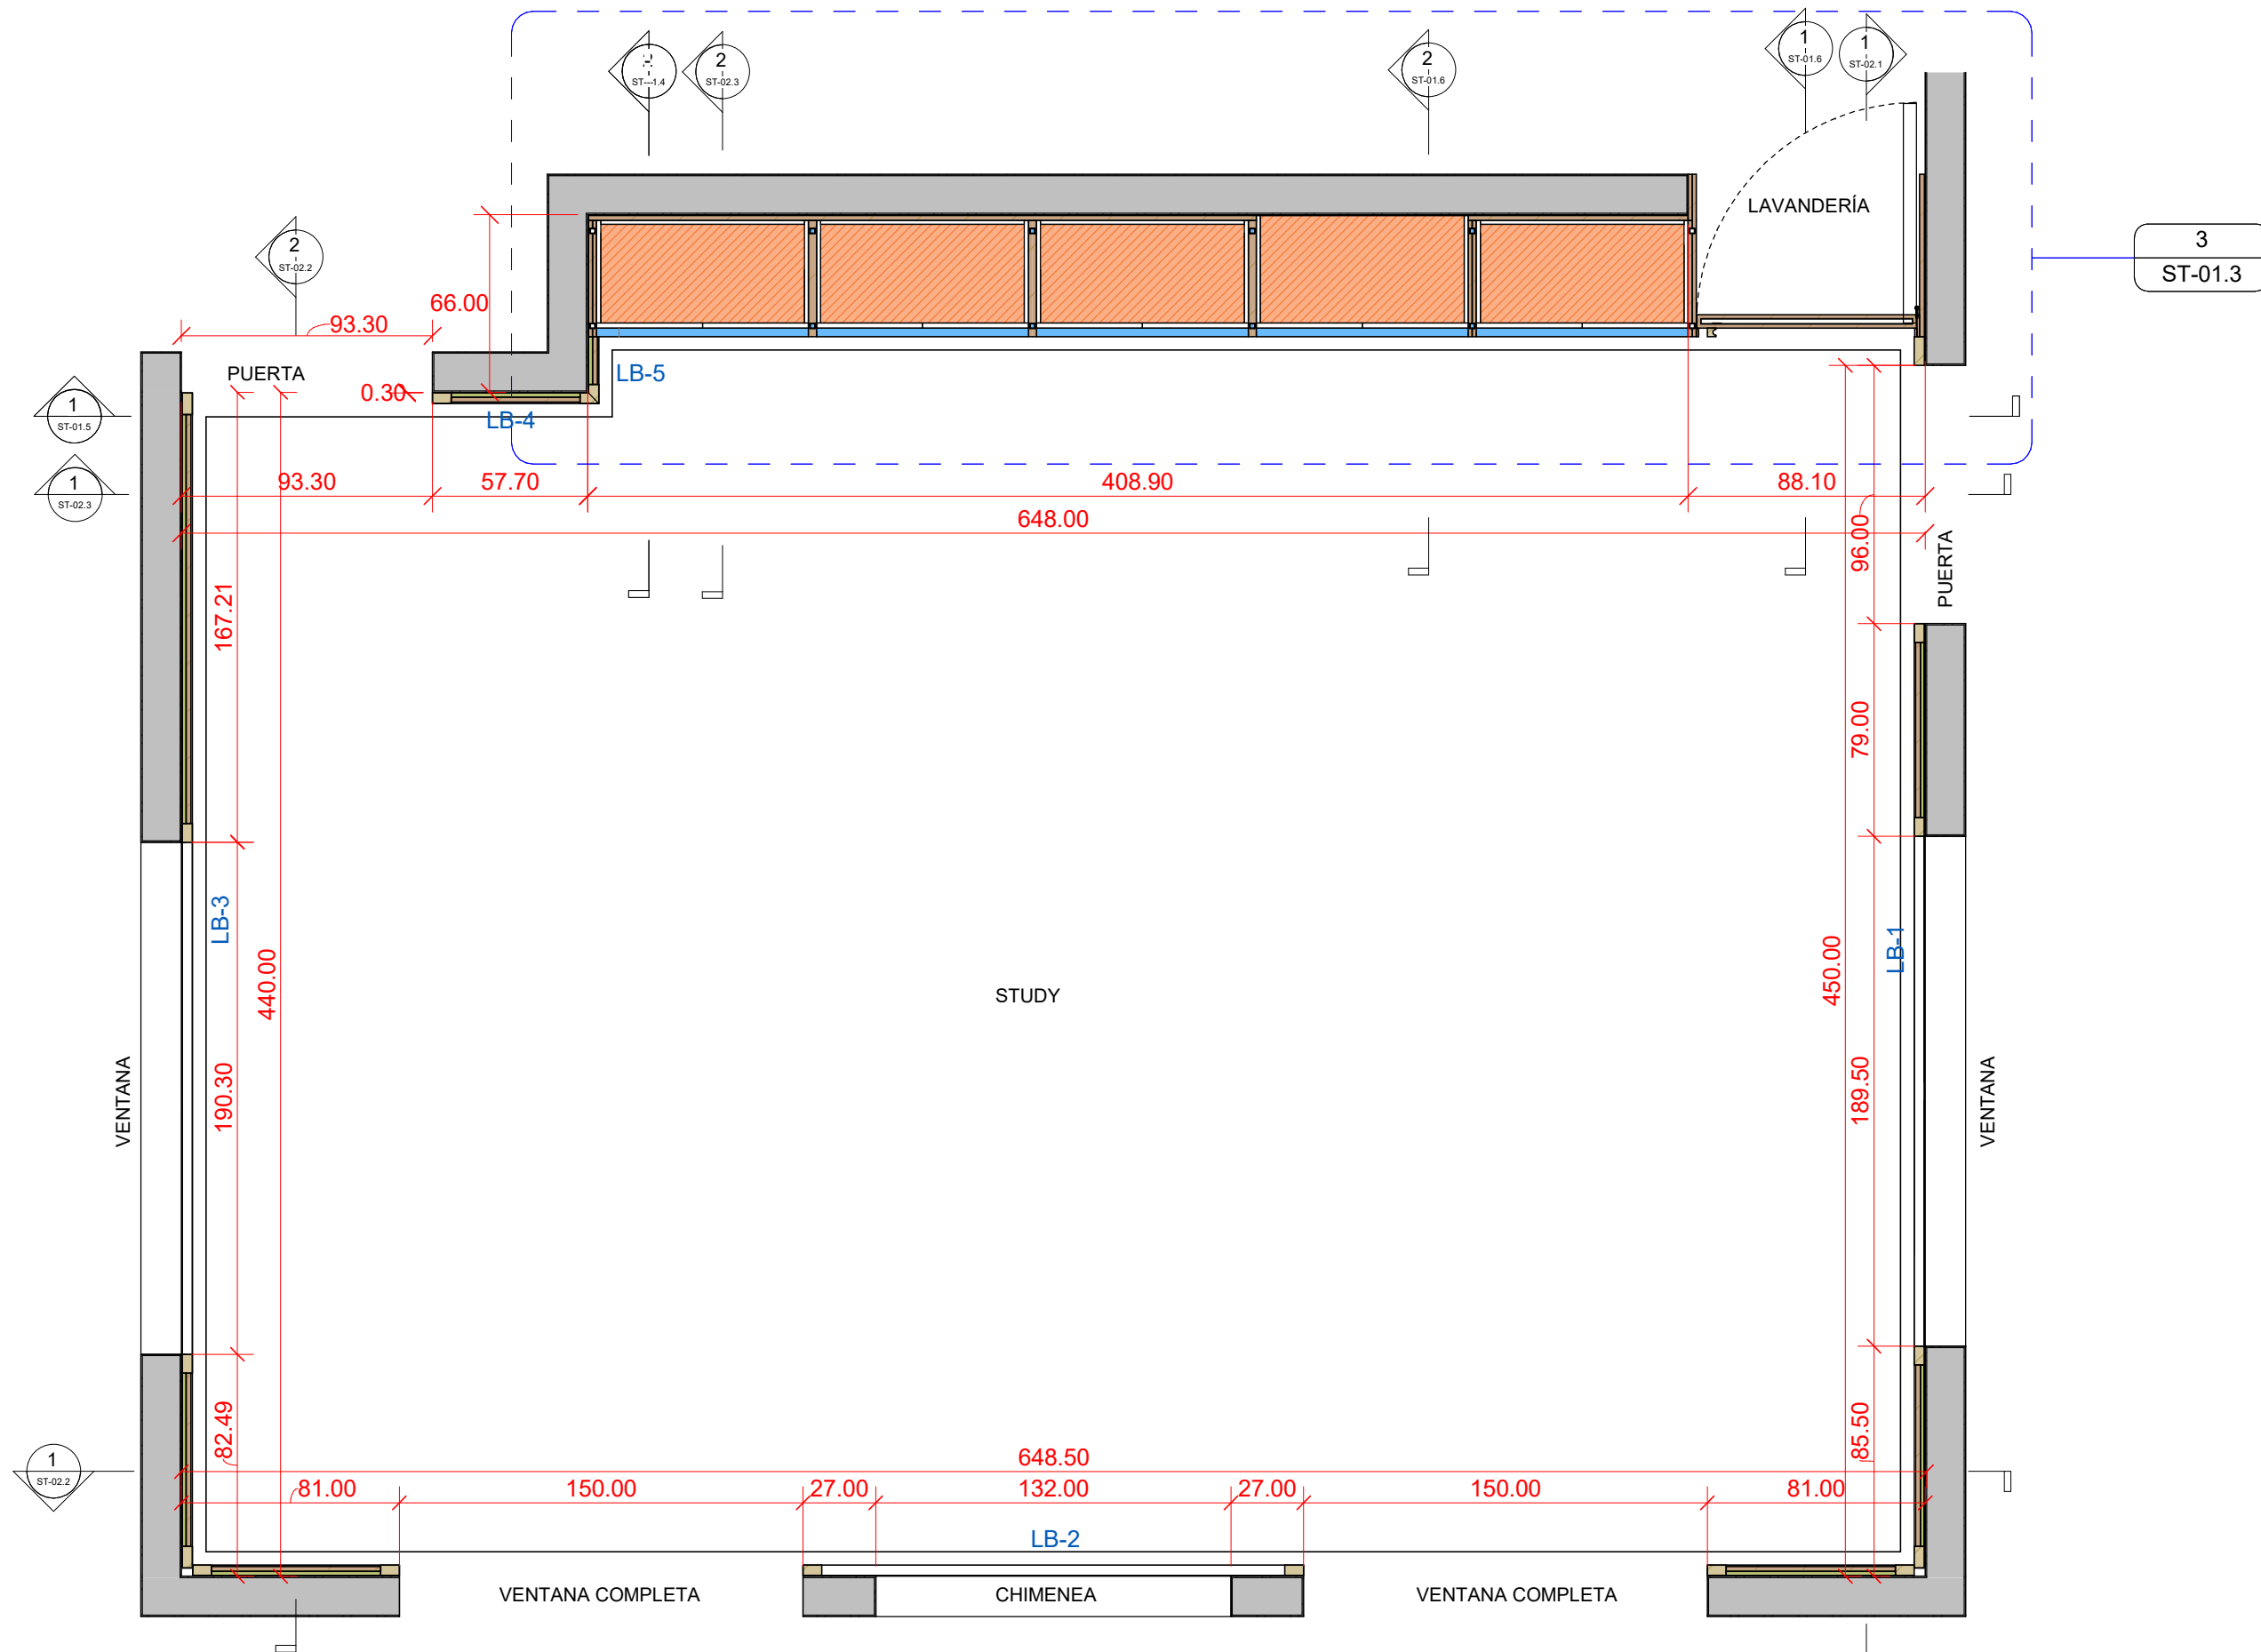 1
ST-01.6
1
ST-02.1
2
ST-02.3
2
ST-01.6
LAVANDERÍA
3
ST-01.3
2
ST-02.2
66.00
93.30
PUERTA
LB-5
0.30
LB-4
1
ST-01.5
1
ST-02.3
93.30
57.70
408.90
88.10
648.00
96.00
PUERTA
167.21
79.00
LB-3
LB-1
440.00
450.00
STUDY
VENTANA
190.30
189.50
VENTANA
82.49
85.50
648.50
1
ST-02.2
81.00
150.00
27.00
132.00
27.00
150.00
81.00
LB-2
VENTANA COMPLETA
CHIMENEA
VENTANA COMPLETA